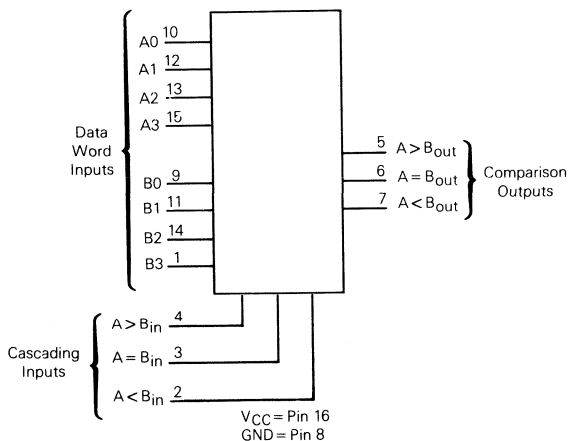 A0 10
A1 12
A2 13
A3 15
Data
Word
Inputs
B0 9
B1 11
B2 14
B3 1
5 A>Bout
6 A=Bout
7 A<Bout
Comparison
Outputs
A>Bin 4
A=Bin 3
A<Bin 2
Cascading
Inputs
VCC = Pin 16
GND = Pin 8